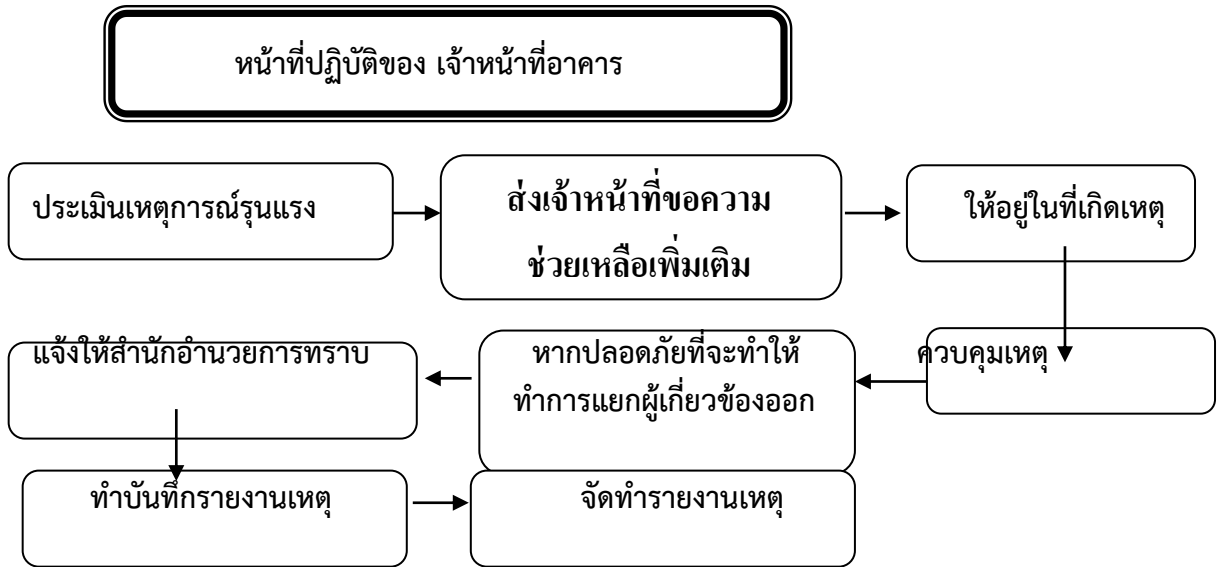 หน้าที่ปฏิบัติของ เจ้าหน้าที่อาคาร
ประเมินเหตุการณ์รุนแรง
ส่งเจ้าหน้าที่ขอความ
ช่วยเหลือเพิ่มเติม
ให้อยู่ในที่เกิดเหตุ
ควบคุมเหตุ
หากปลอดภัยที่จะทำให้
ทำการแยกผู้เกี่ยวข้องออก
แจ้งให้สำนักอำนวยการทราบ
ทำบันทึกรายงานเหตุ
จัดทำรายงานเหตุ